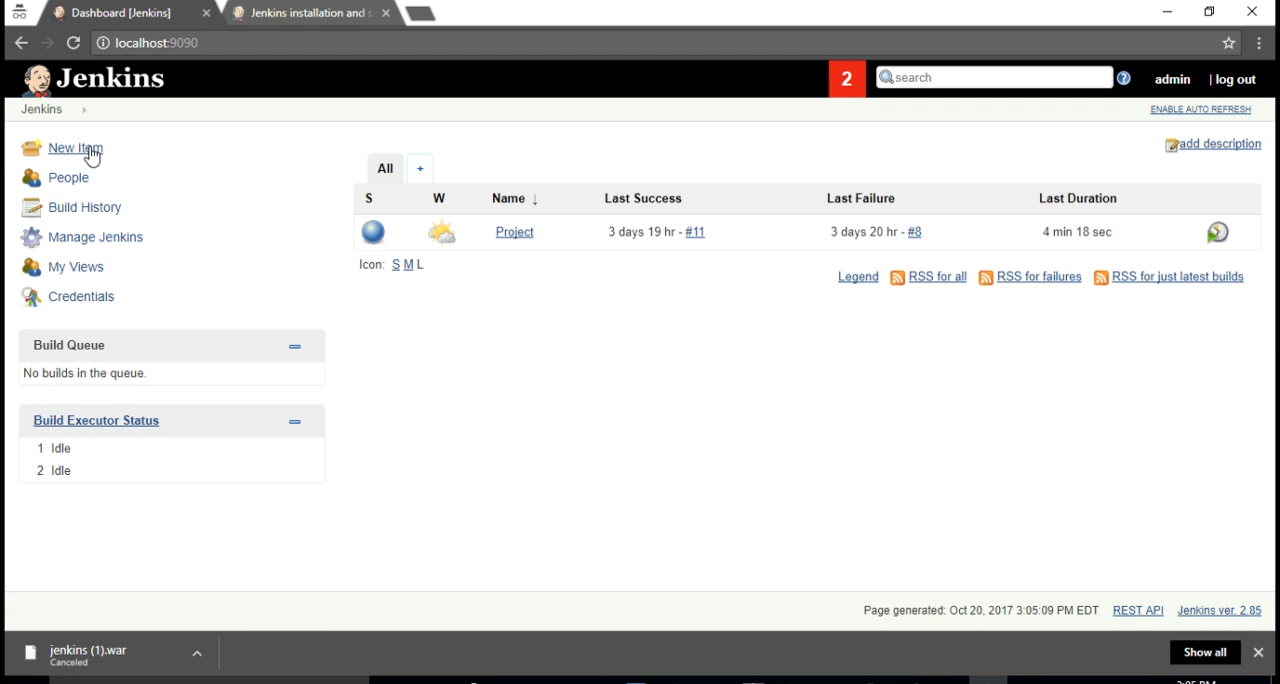 Dashboard [Jenkins]
Jenkins installation and s
localhost:9090
Jenkins
2
search
admin
| log out
Jenkins
ENABLE AUTO REFRESH
New Item
People
Build History
Manage Jenkins
My Views
Credentials
add description
All +
S W Name ↓ Last Success Last Failure Last Duration
Project 3 days 19 hr - #11 3 days 20 hr - #8 4 min 18 sec
Icon: S M L
Legend RSS for all RSS for failures RSS for just latest builds
Build Queue
No builds in the queue.
Build Executor Status
1 Idle
2 Idle
Page generated: Oct 20, 2017 3:05:09 PM EDT REST API Jenkins ver. 2.85
jenkins (1).war
Canceled
Show all